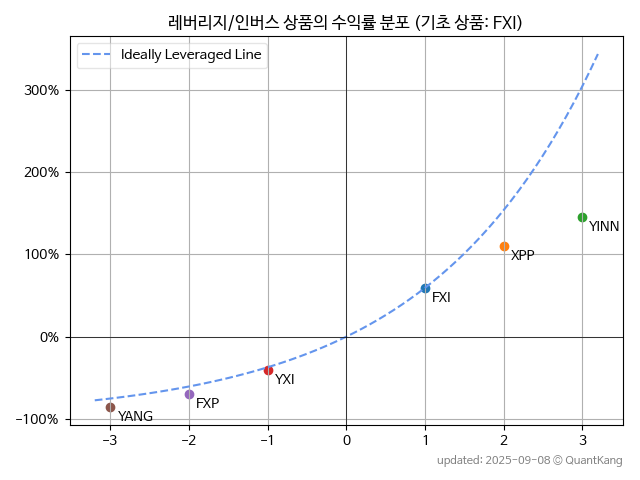 레버리지/인버스 상품의 수익률 분포 (기초 상품: FXI)
Ideally Leveraged Line
300%
200%
100%
0%
−100%
YINN
XPP
FXI
YXI
FXP
YANG
−3 −2 −1 0 1 2 3
updated: 2025-09-08 © QuantKang